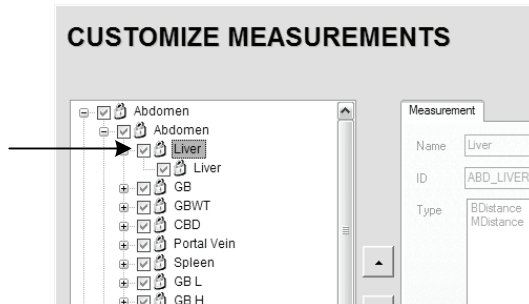 CUSTOMIZE MEASUREMENTS
Abdomen
Abdomen
Liver
Liver
GB
GBWT
CBD
Portal Vein
Spleen
GB L
GB H
Measurement
Name Liver
ID ABD_LIVER
Type BDistance
MDistance